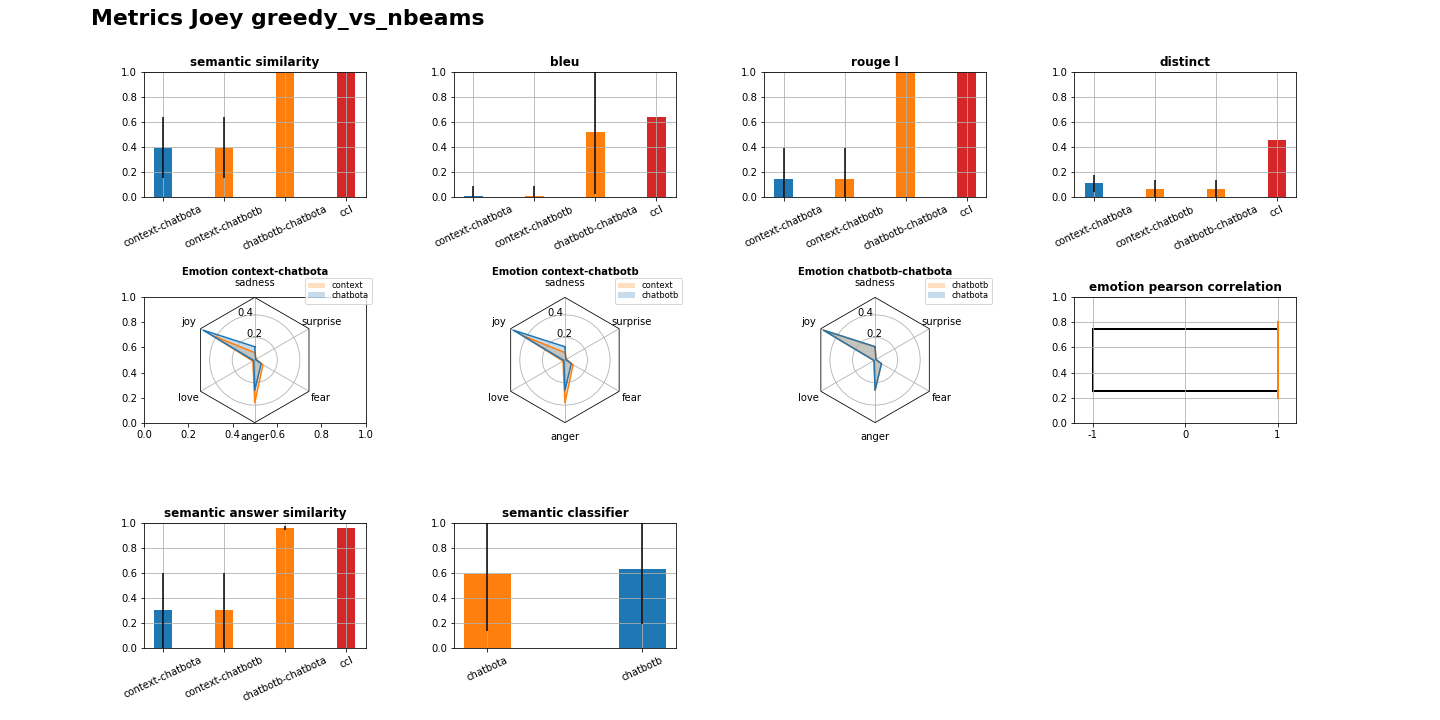 Metrics Joey greedy_vs_nbeams
semantic similarity
1.0
0.8
0.6
0.4
0.2
0.0
context-chatbota
context-chatbotb
chatbotb-chatbota
ccl
bleu
1.0
0.8
0.6
0.4
0.2
0.0
context-chatbota
context-chatbotb
chatbotb-chatbota
ccl
rouge l
1.0
0.8
0.6
0.4
0.2
0.0
context-chatbota
context-chatbotb
chatbotb-chatbota
ccl
distinct
1.0
0.8
0.6
0.4
0.2
0.0
context-chatbota
context-chatbotb
chatbotb-chatbota
ccl
Emotion context-chatbota
sadness
context
chatbota
1.0
0.8
0.6
0.4
0.2
0.0
0.4
0.2
joy
surprise
love
fear
anger
0.0
0.2
0.4
0.6
0.8
1.0
Emotion context-chatbotb
sadness
context
chatbotb
0.4
0.2
joy
surprise
love
fear
anger
Emotion chatbotb-chatbota
sadness
chatbotb
chatbota
0.4
0.2
joy
surprise
love
fear
anger
emotion pearson correlation
1.0
0.8
0.6
0.4
0.2
0.0
-1
0
1
semantic answer similarity
1.0
0.8
0.6
0.4
0.2
0.0
context-chatbota
context-chatbotb
chatbotb-chatbota
ccl
semantic classifier
1.0
0.8
0.6
0.4
0.2
0.0
chatbota
chatbotb